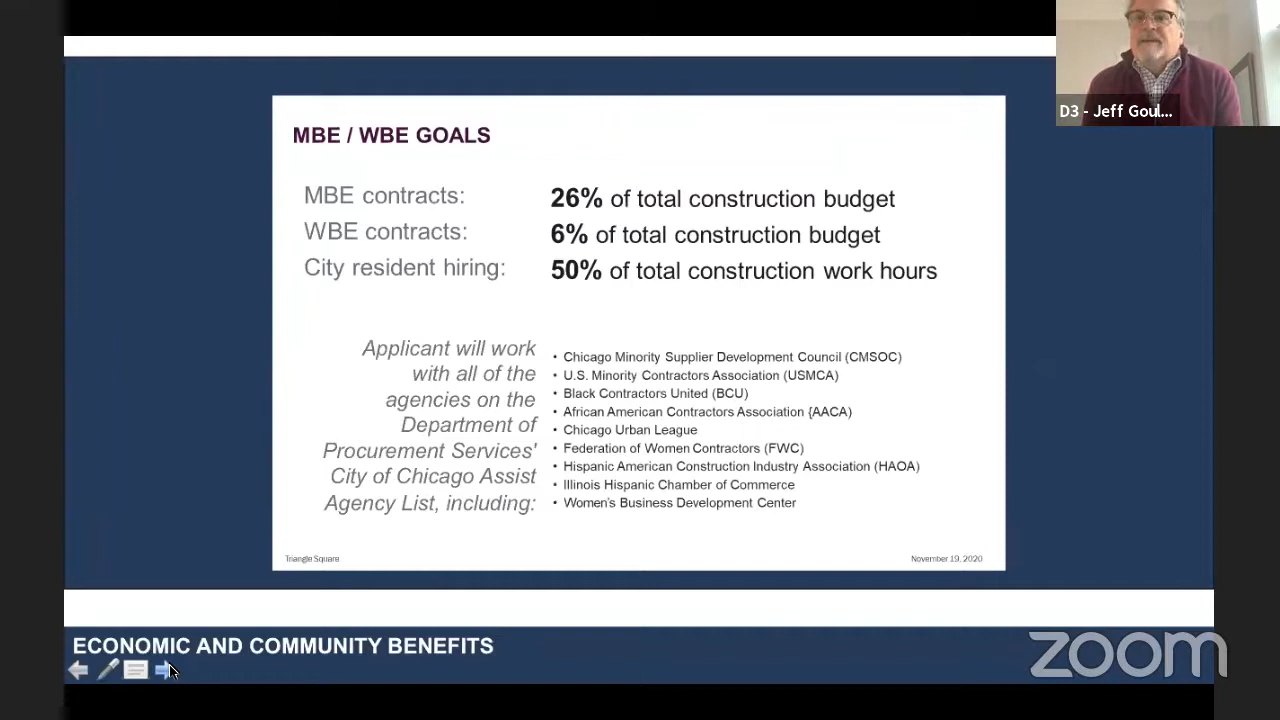 D3 - Jeff Goul...
MBE / WBE GOALS
MBE contracts: 26% of total construction budget
WBE contracts: 6% of total construction budget
City resident hiring: 50% of total construction work hours
Applicant will work
with all of the
agencies on the
Department of
Procurement Services'
City of Chicago Assist
Agency List, including:
• Chicago Minority Supplier Development Council (CMSOC)
• U.S. Minority Contractors Association (USMCA)
• Black Contractors United (BCU)
• African American Contractors Association {AACA)
• Chicago Urban League
• Federation of Women Contractors (FWC)
• Hispanic American Construction Industry Association (HAOA)
• Illinois Hispanic Chamber of Commerce
• Women's Business Development Center
Triangle Square
November 19, 2020
ECONOMIC AND COMMUNITY BENEFITS
zoom